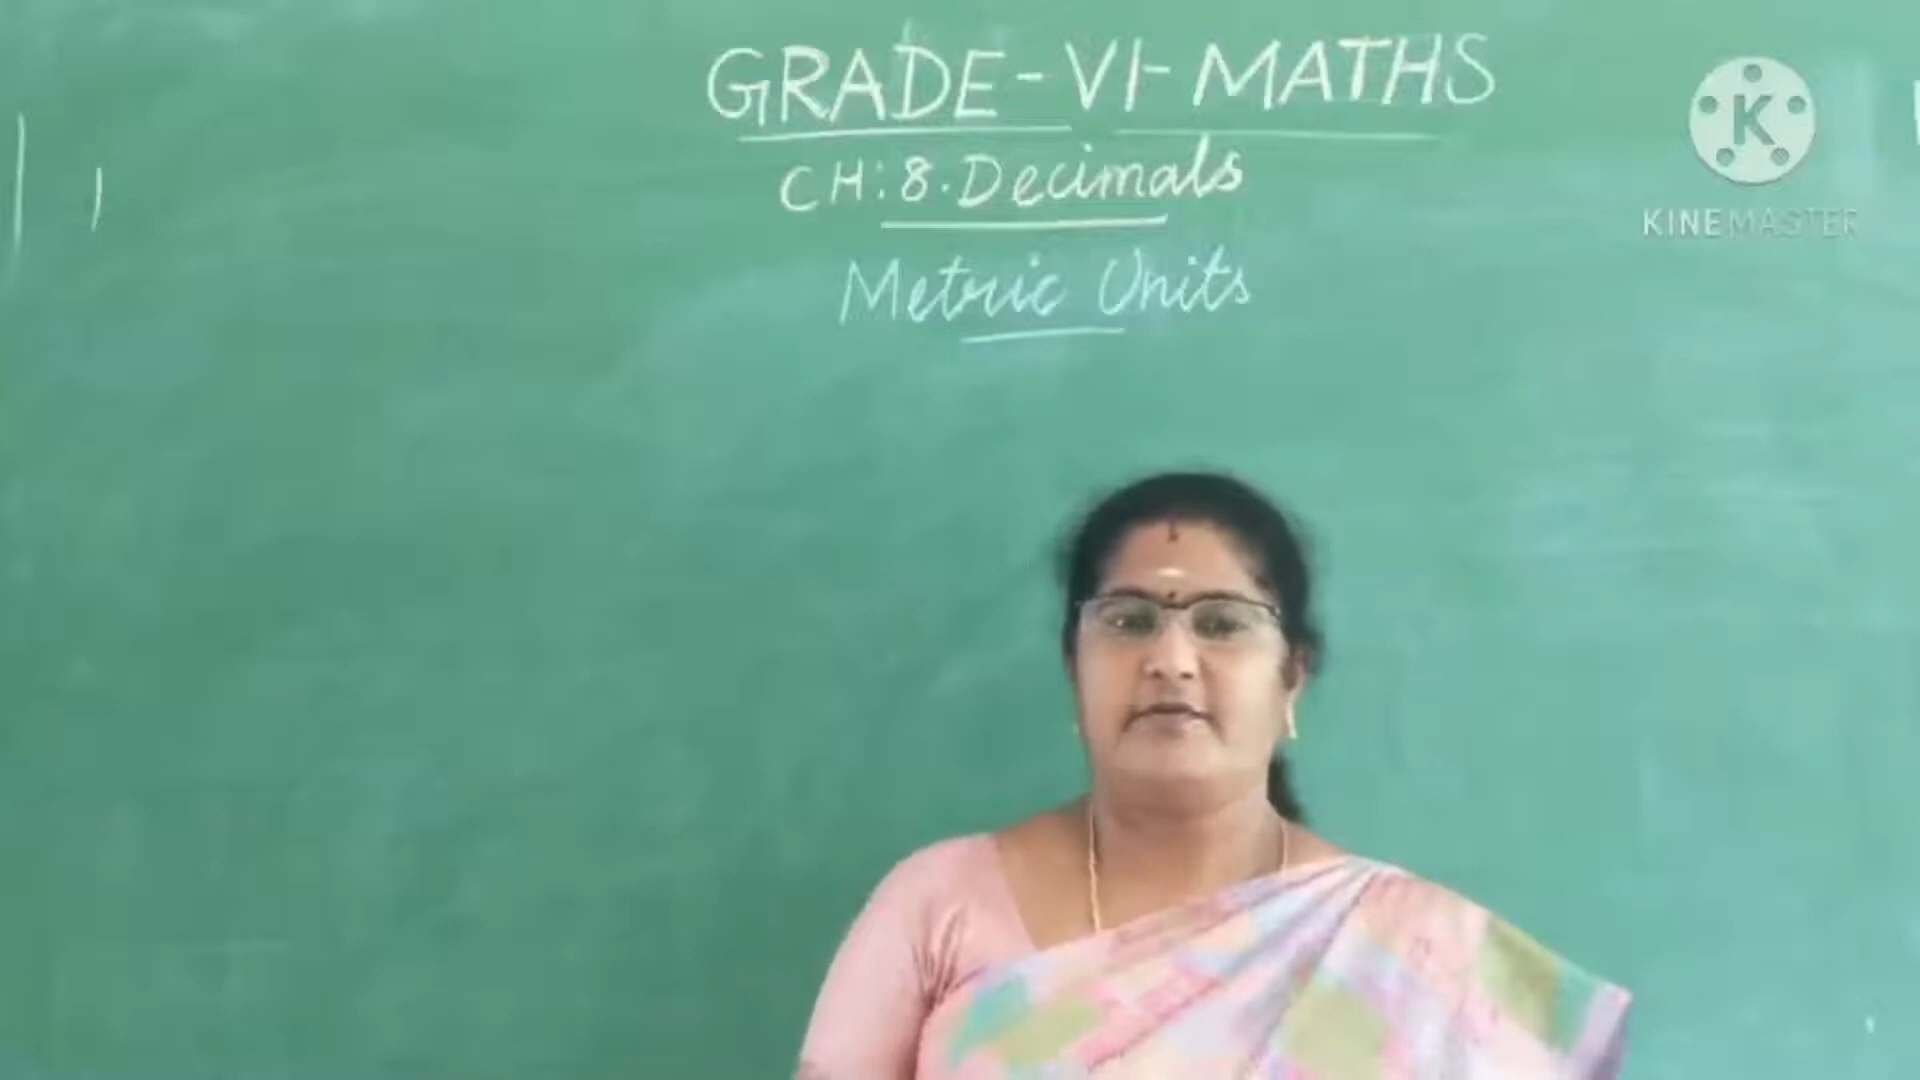 GRADE-VI-MATHS
CH:8.Decimals
Metric Units
K
KINEMASTER